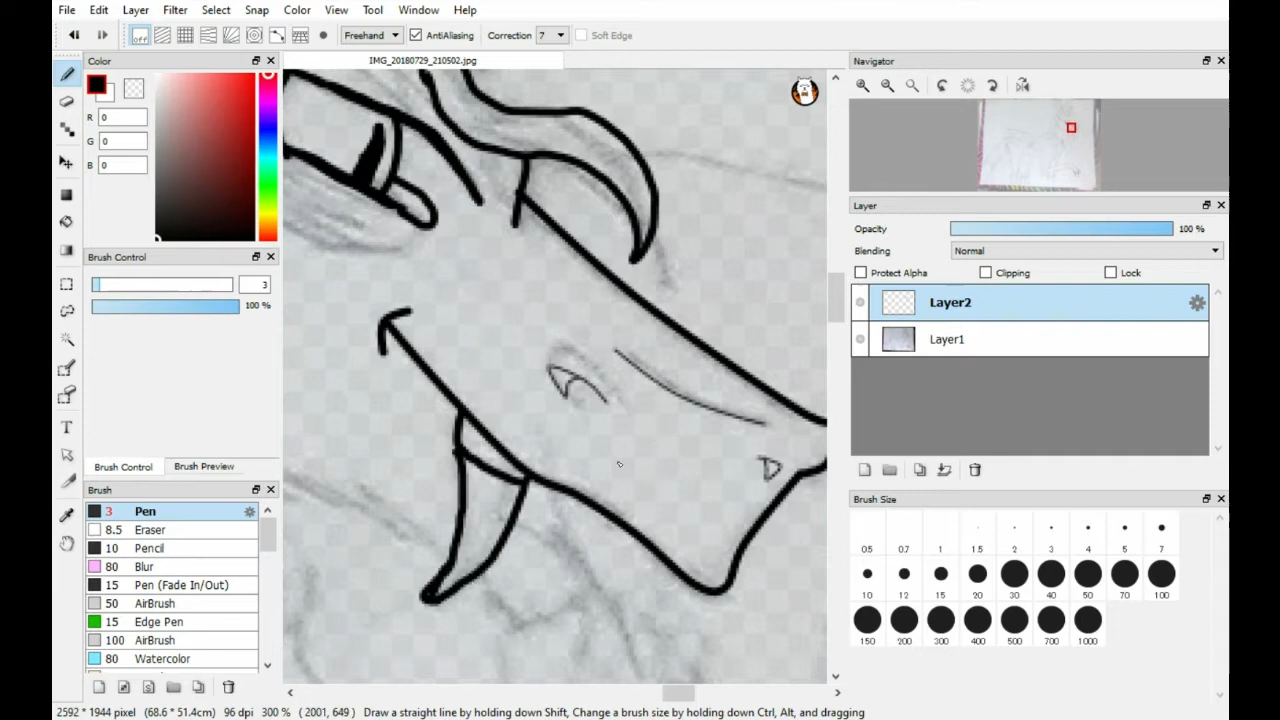 File Edit Layer Filter Select Snap Color Tool Window Help
off Freehand AntiAliasing Correction 7 Soft Edge
Color
IMG_20180729_210502.jpg
Navigator
R 0
G 0
B 0
Layer
Opacity 100 %
Blending Normal
Protect Alpha Clipping Lock
Brush Control
3
100 %
Layer2
Layer1
Brush Control Brush Preview
Brush
3 Pen
8.5 Eraser
10 Pencil
80 Blur
15 Pen (Fade In/Out)
50 AirBrush
15 Edge Pen
100 AirBrush
80 Watercolor
Brush Size
0.5 0.7 1 1.5 2 3 4 5 7
10 12 15 20 30 40 50 70 100
150 200 300 400 500 700 1000
2592 * 1944 pixel (68.6 * 51.4cm) 96 dpi 300 % ( 2001, 649 ) Draw a straight line by holding down Shift, Change a brush size by holding down Ctrl, Alt, and dragging